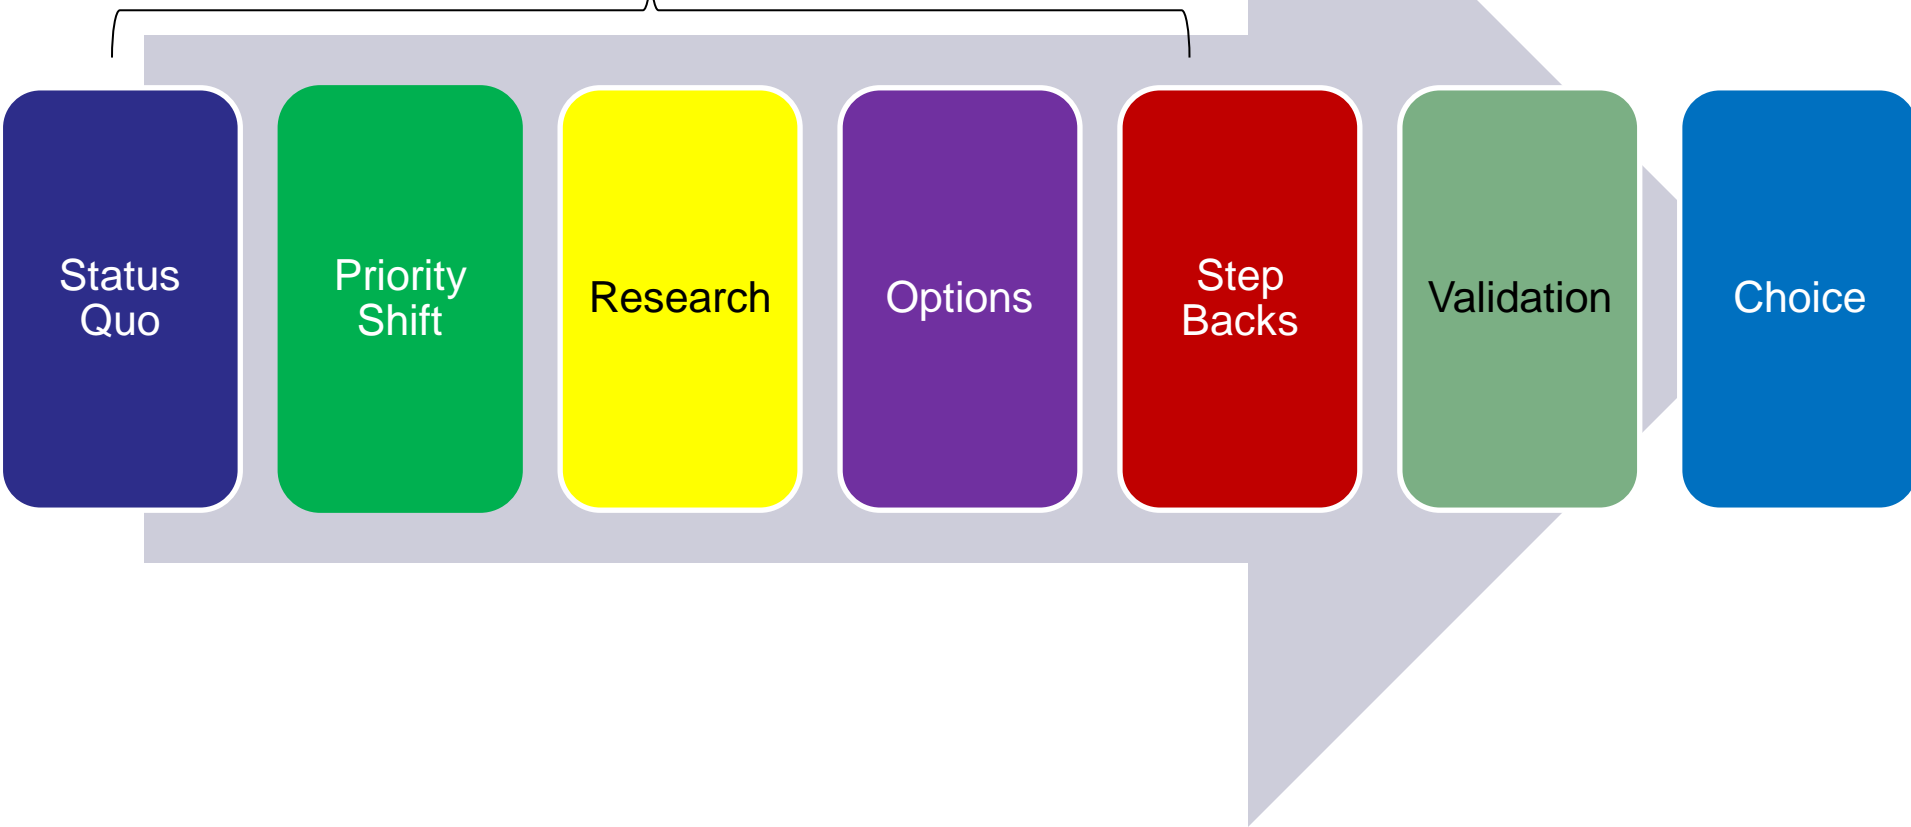 Status
Quo
Priority
Shift
Research
Options
Step
Backs
Validation
Choice